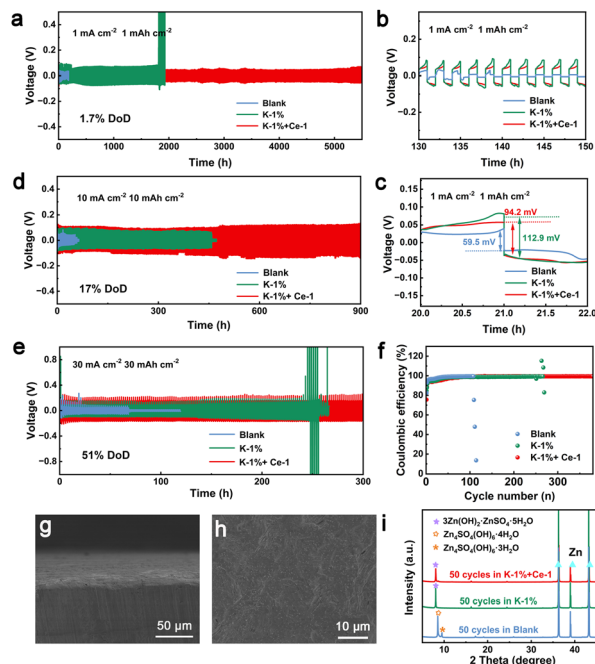 a
1 mA cm⁻² 1 mAh cm⁻²
Voltage (V)
0.8
0.4
0.0
−0.4
Blank
K-1%
K-1%+Ce-1
1.7% DoD
0 1000 2000 3000 4000 5000
Time (h)
b
1 mA cm⁻² 1 mAh cm⁻²
Voltage (V)
0.2
0.1
0.0
−0.1
−0.2
Blank
K-1%
K-1%+Ce-1
130 135 140 145 150
Time (h)
d
10 mA cm⁻² 10 mAh cm⁻²
Voltage (V)
0.4
0.2
0.0
−0.2
−0.4
Blank
K-1%
K-1%+ Ce-1
17% DoD
0 300 600 900
Time (h)
c
1 mA cm⁻² 1 mAh cm⁻²
Voltage (V)
0.15
0.10
0.05
0.00
−0.05
−0.10
−0.15
94.2 mV
59.5 mV
112.9 mV
Blank
K-1%
K-1%+Ce-1
20.0 20.5 21.0 21.5 22.0
Time (h)
e
30 mA cm⁻² 30 mAh cm⁻²
Voltage (V)
0.8
0.4
0.0
−0.4
−0.8
Blank
K-1%
K-1%+ Ce-1
51% DoD
0 100 200 300 400
Time (h)
f
Coulombic efficiency (%)
120
100
80
60
40
20
0
Blank
K-1%
K-1%+ Ce-1
0 100 200 300
Cycle number (n)
g
50 µm
h
10 µm
i
Intensity (a.u.)
3Zn(OH)₂·ZnSO₄·5H₂O
Zn₄SO₄(OH)₆·4H₂O
Zn₄SO₄(OH)₆·3H₂O
Zn
50 cycles in K-1%+Ce-1
50 cycles in K-1%
50 cycles in Blank
10 20 30 40
2 Theta (degree)